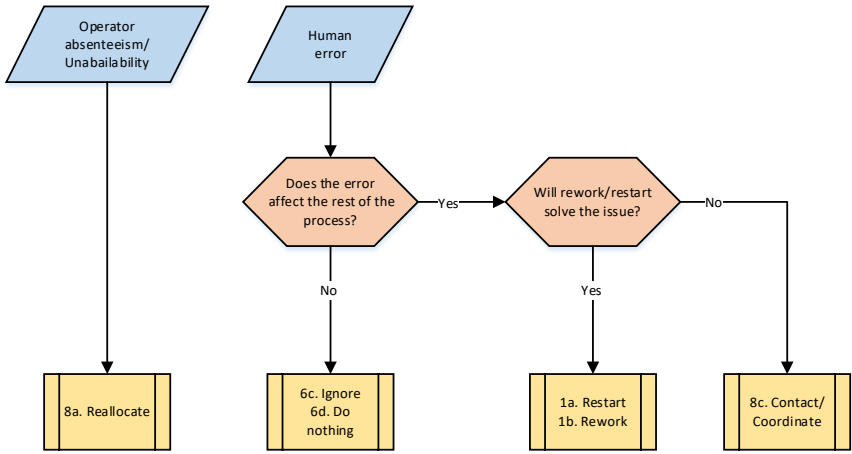 Operator
absenteeism/
Unabailability
Human
error
Does the error
affect the rest of the
process?
Yes
Will rework/restart
solve the issue?
No
No
Yes
8a. Reallocate
6c. Ignore
6d. Do
nothing
1a. Restart
1b. Rework
8c. Contact/
Coordinate